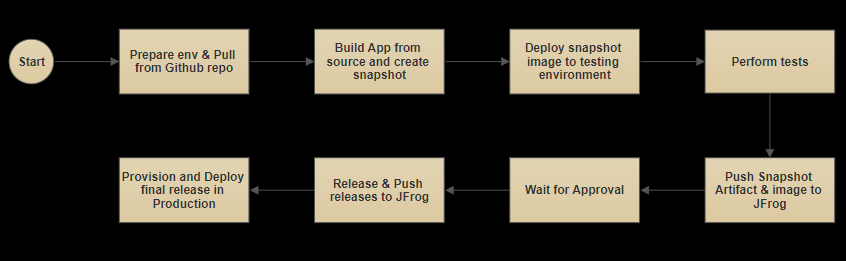 Start
Prepare env & Pull
from Github repo
Build App from
source and create
snapshot
Deploy snapshot
image to testing
environment
Perform tests
Push Snapshot
Artifact & image to
JFrog
Wait for Approval
Release & Push
releases to JFrog
Provision and Deploy
final release in
Production